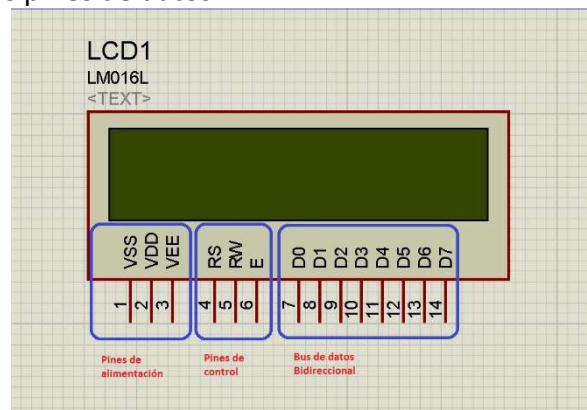 LCD1
LM016L
<TEXT>
VSS VDD VEE RS RW E D0 D1 D2 D3 D4 D5 D6 D7
1 2 3 4 5 6 7 8 9 10 11 12 13 14
Pines de alimentación
Pines de control
Bus de datos Bidireccional